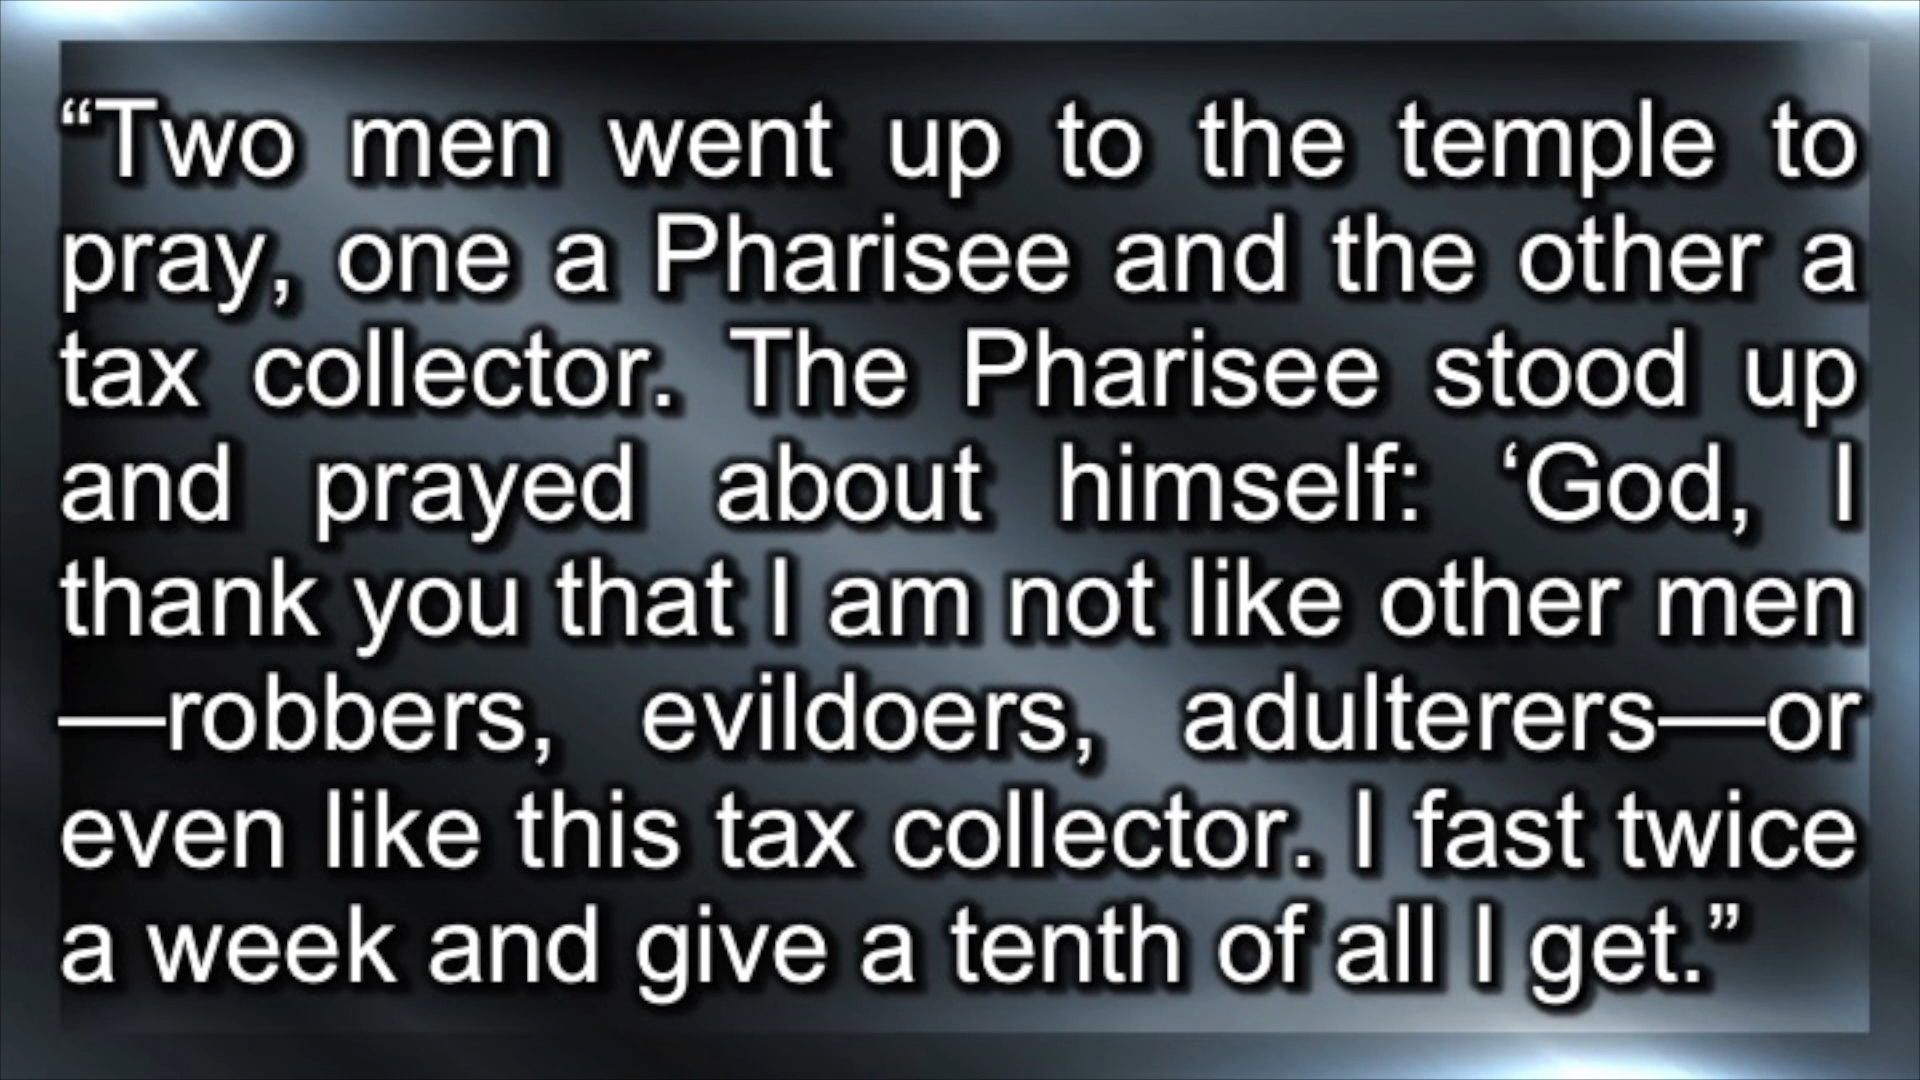 “Two men went up to the temple to
pray, one a Pharisee and the other a
tax collector. The Pharisee stood up
and prayed about himself: ‘God, I
thank you that I am not like other men
—robbers, evildoers, adulterers—or
even like this tax collector. I fast twice
a week and give a tenth of all I get.”